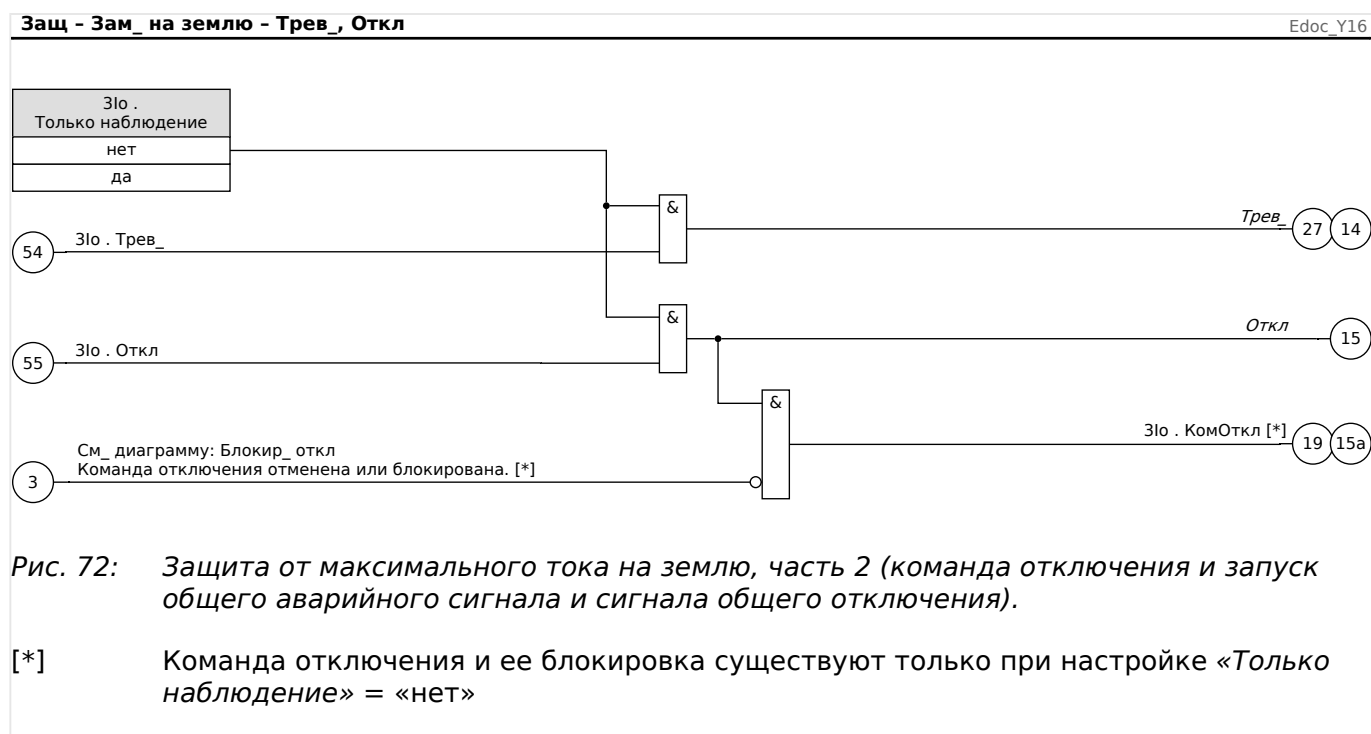 Защ – Зам_ на землю – Трев_, Откл
Edoc_Y16
3Io .
Только наблюдение
нет
да
&
Трев_
27 14
54
3Io . Трев_
&
Откл
15
55
3Io . Откл
&
3Io . КомОткл [*]
19 15a
См_ диаграмму: Блокир_ откл
Команда отключения отменена или блокирована. [*]
3
Рис. 72: Защита от максимального тока на землю, часть 2 (команда отключения и запуск
общего аварийного сигнала и сигнала общего отключения).
[*] Команда отключения и ее блокировка существуют только при настройке «Только
наблюдение» = «нет»